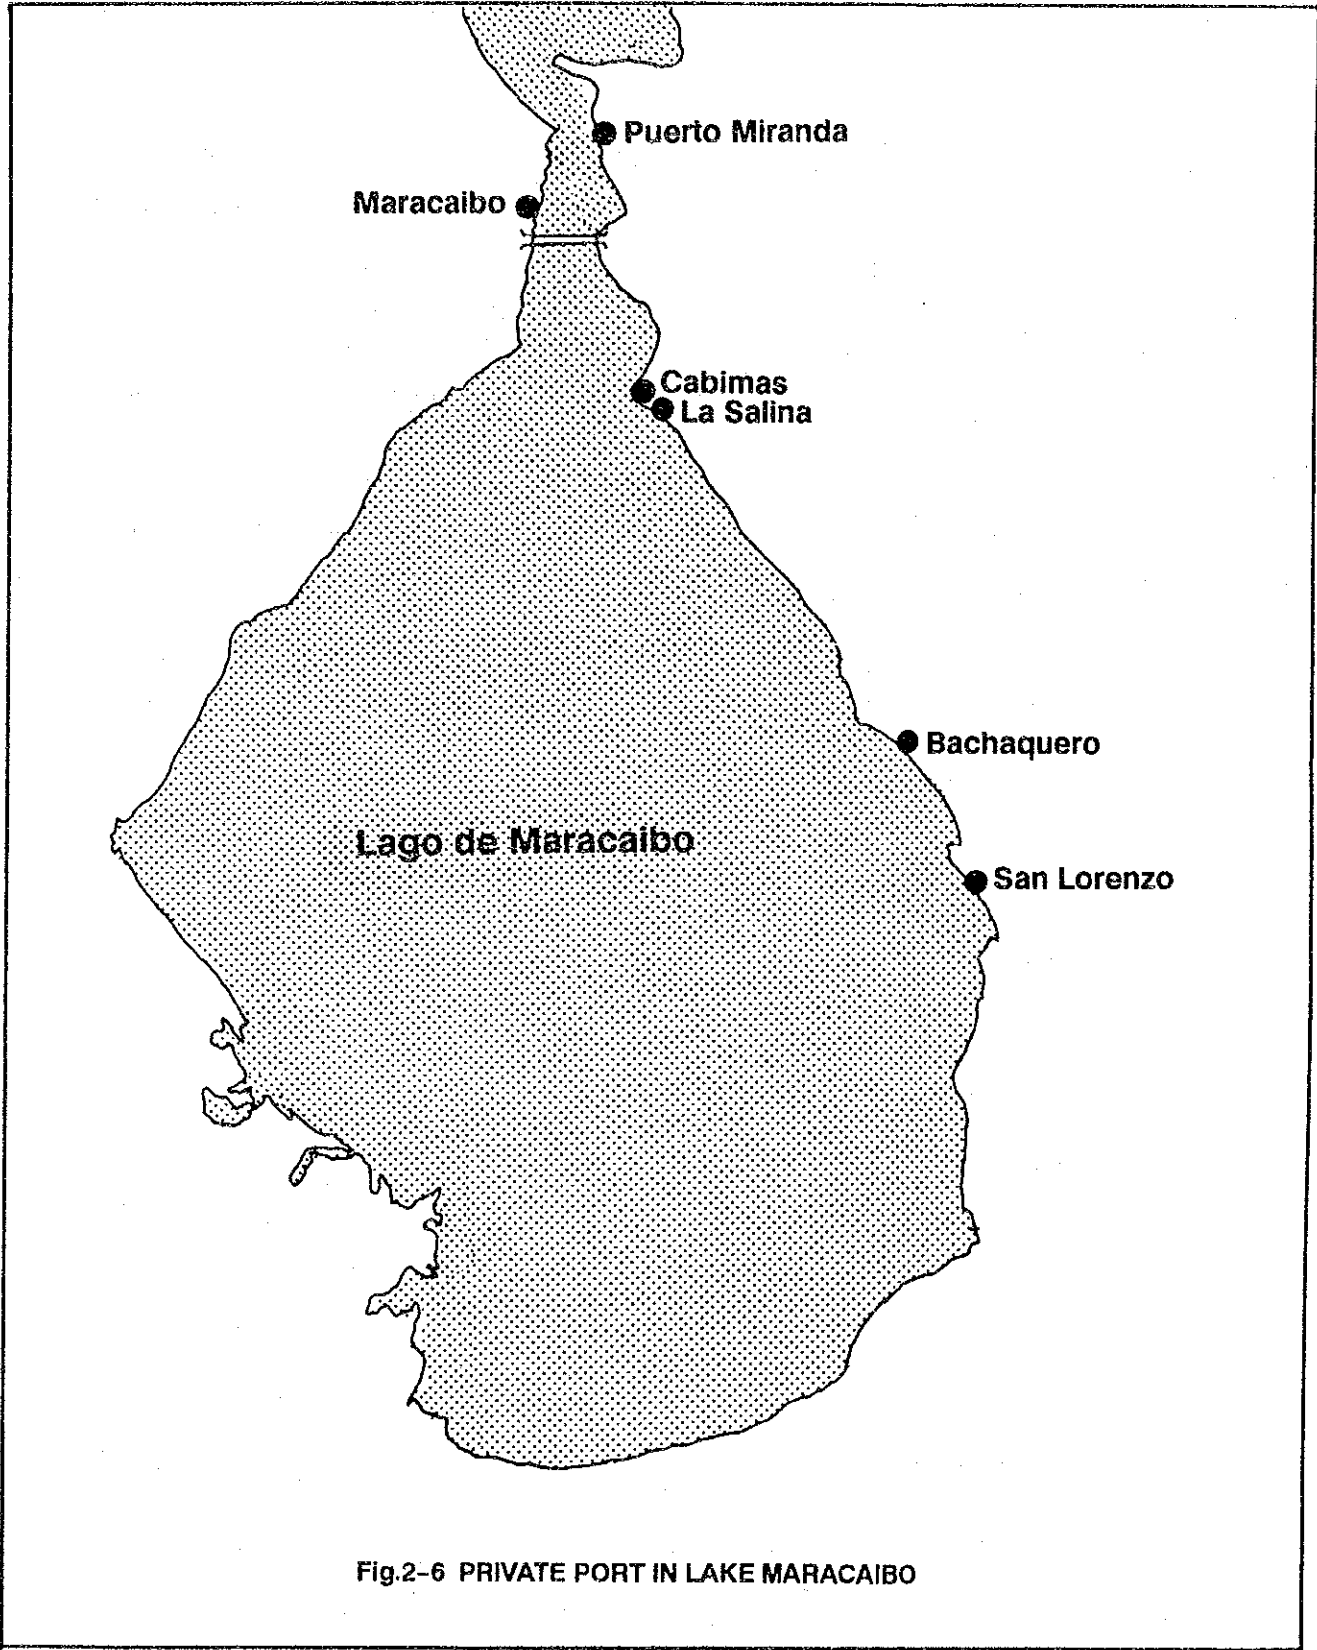 Puerto Miranda
Maracaibo
Cabimas
La Salina
Bachaquero
Lago de Maracaibo
San Lorenzo
Fig.2-6 PRIVATE PORT IN LAKE MARACAIBO